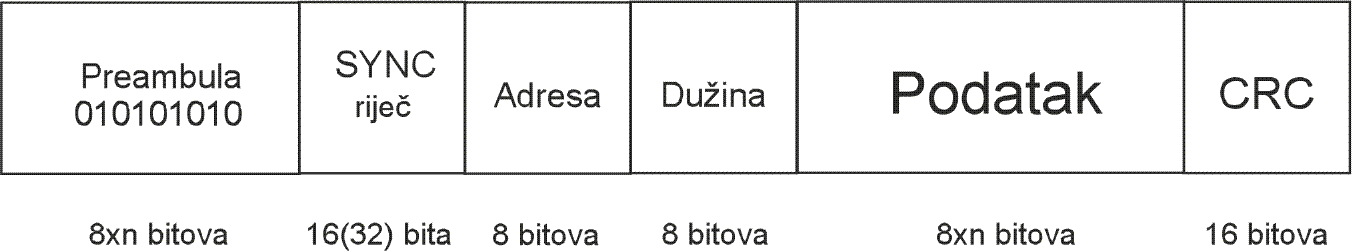 Preambula
010101010
SYNC
riječ
Adresa
Dužina
Podatak
CRC
8xn bitova
16(32) bita
8 bitova
8 bitova
8xn bitova
16 bitova